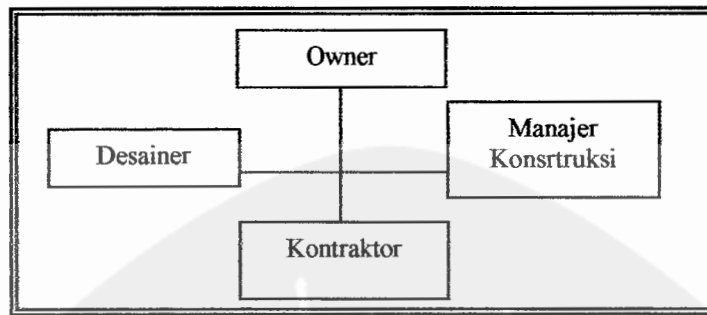 Owner
Desainer
Manajer
Konsrtruksi
Kontraktor